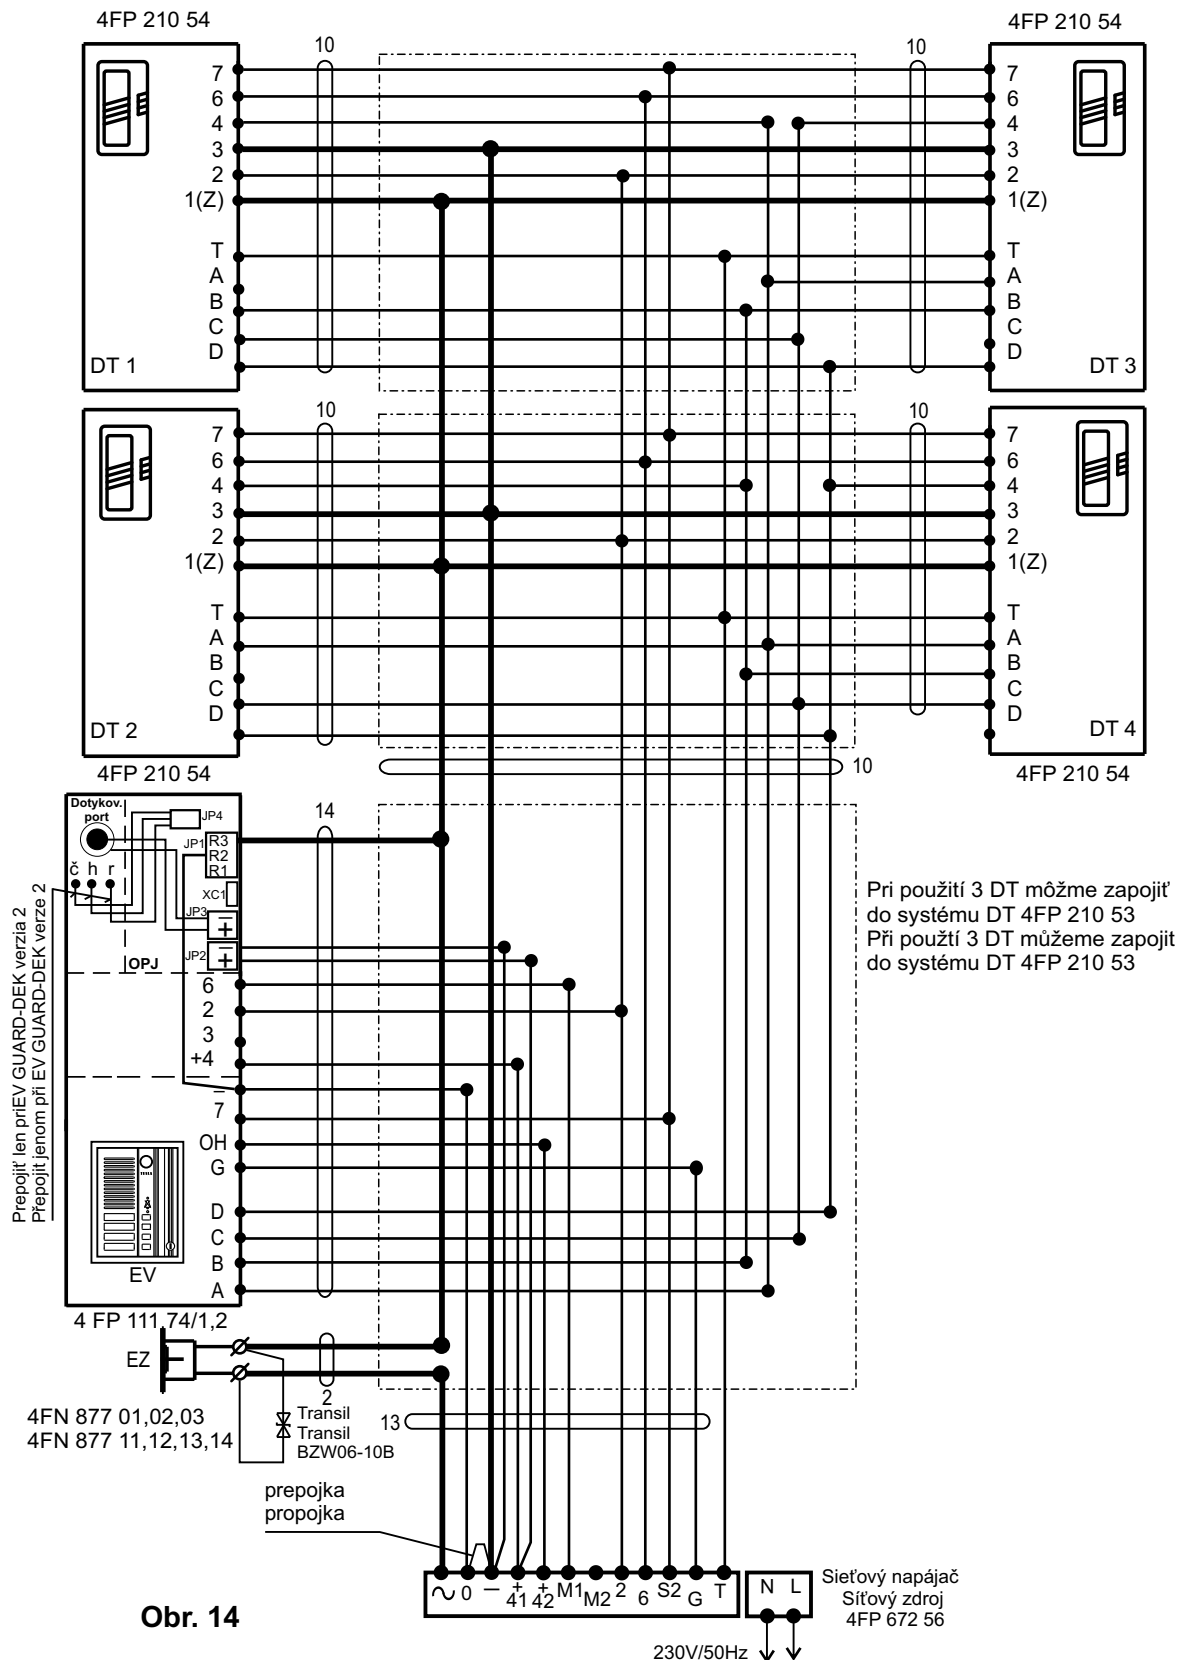 4FP 210 54
4FP 210 54
10
10
7
6
4
3
2
1(Z)
T
A
B
C
D
DT 1
7
6
4
3
2
1(Z)
T
A
B
C
D
DT 3
10
10
7
6
4
3
2
1(Z)
T
A
B
C
D
DT 2
4FP 210 54
7
6
4
3
2
1(Z)
T
A
B
C
D
DT 4
4FP 210 54
10
Dotykov.
port
JP4
JP1
R3
R2
R1
č h r
XC1
JP3
– +
JP2
– +
OPJ
14
6
2
3
+4
–
7
OH
G
D
C
B
A
EV
4 FP 111 74/1,2
Prepojiť len priEV GUARD-DEK verzia 2
Přepojit jenom při EV GUARD-DEK verze 2
Pri použití 3 DT môžme zapojiť
do systému DT 4FP 210 53
Při použtí 3 DT můžeme zapojit
do systému DT 4FP 210 53
EZ
2
4FN 877 01,02,03
4FN 877 11,12,13,14
Transil
Transil
BZW06-10B
13
prepojka
propojka
~ 0 – +41 +42 M1 M2 2 6 S2 G T
N L
Sieťový napájač
Síťový zdroj
4FP 672 56
230V/50Hz
Obr. 14